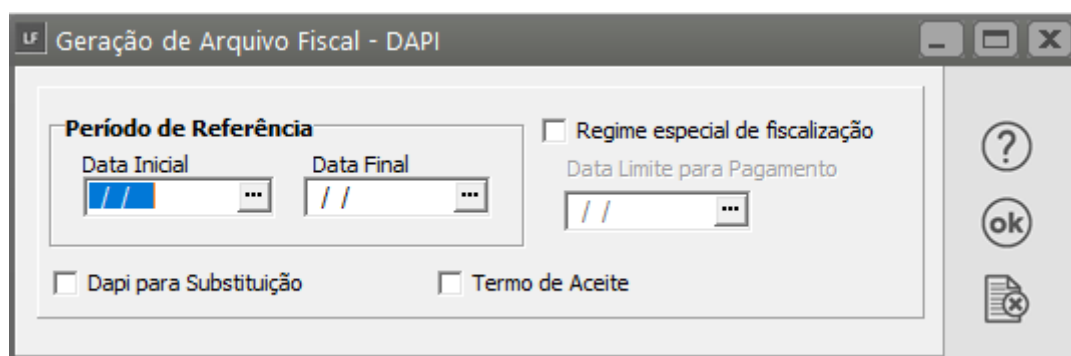 LF Geração de Arquivo Fiscal - DAPI
Período de Referência
Regime especial de fiscalização
Data Inicial Data Final
Data Limite para Pagamento
/ / ... / / ...
/ / ...
Dapi para Substituição Termo de Aceite
?
ok